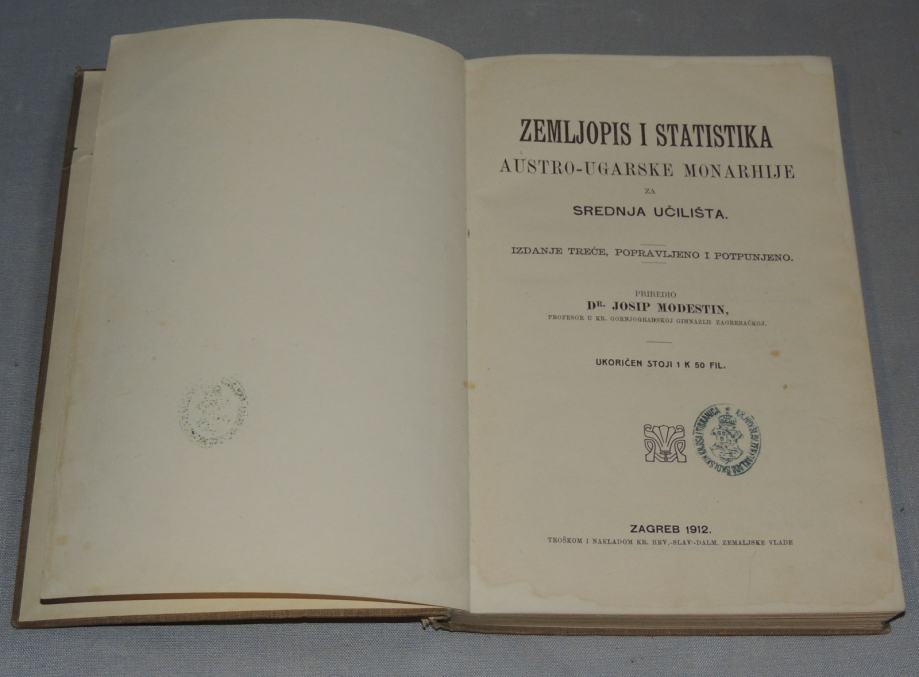 ZEMLJOPIS I STATISTIKA
AUSTRO-UGARSKE MONARHIJE
ZA
SREDNJA UČILIŠTA.
IZDANJE TREĆE, POPRAVLJENO I POTPUNJENO.
PRIREDIO
DR. JOSIP MODESTIN,
PROFESOR U KR. GORNJOGRADSKOJ GIMNAZIJI ZAGREBAČKOJ.
UKORIČEN STOJI 1 K 50 FIL.
ZAGREB 1912.
TROŠKOM I NAKLADOM KR. HRV.-SLAV.-DALM. ZEMALJSKE VLADE